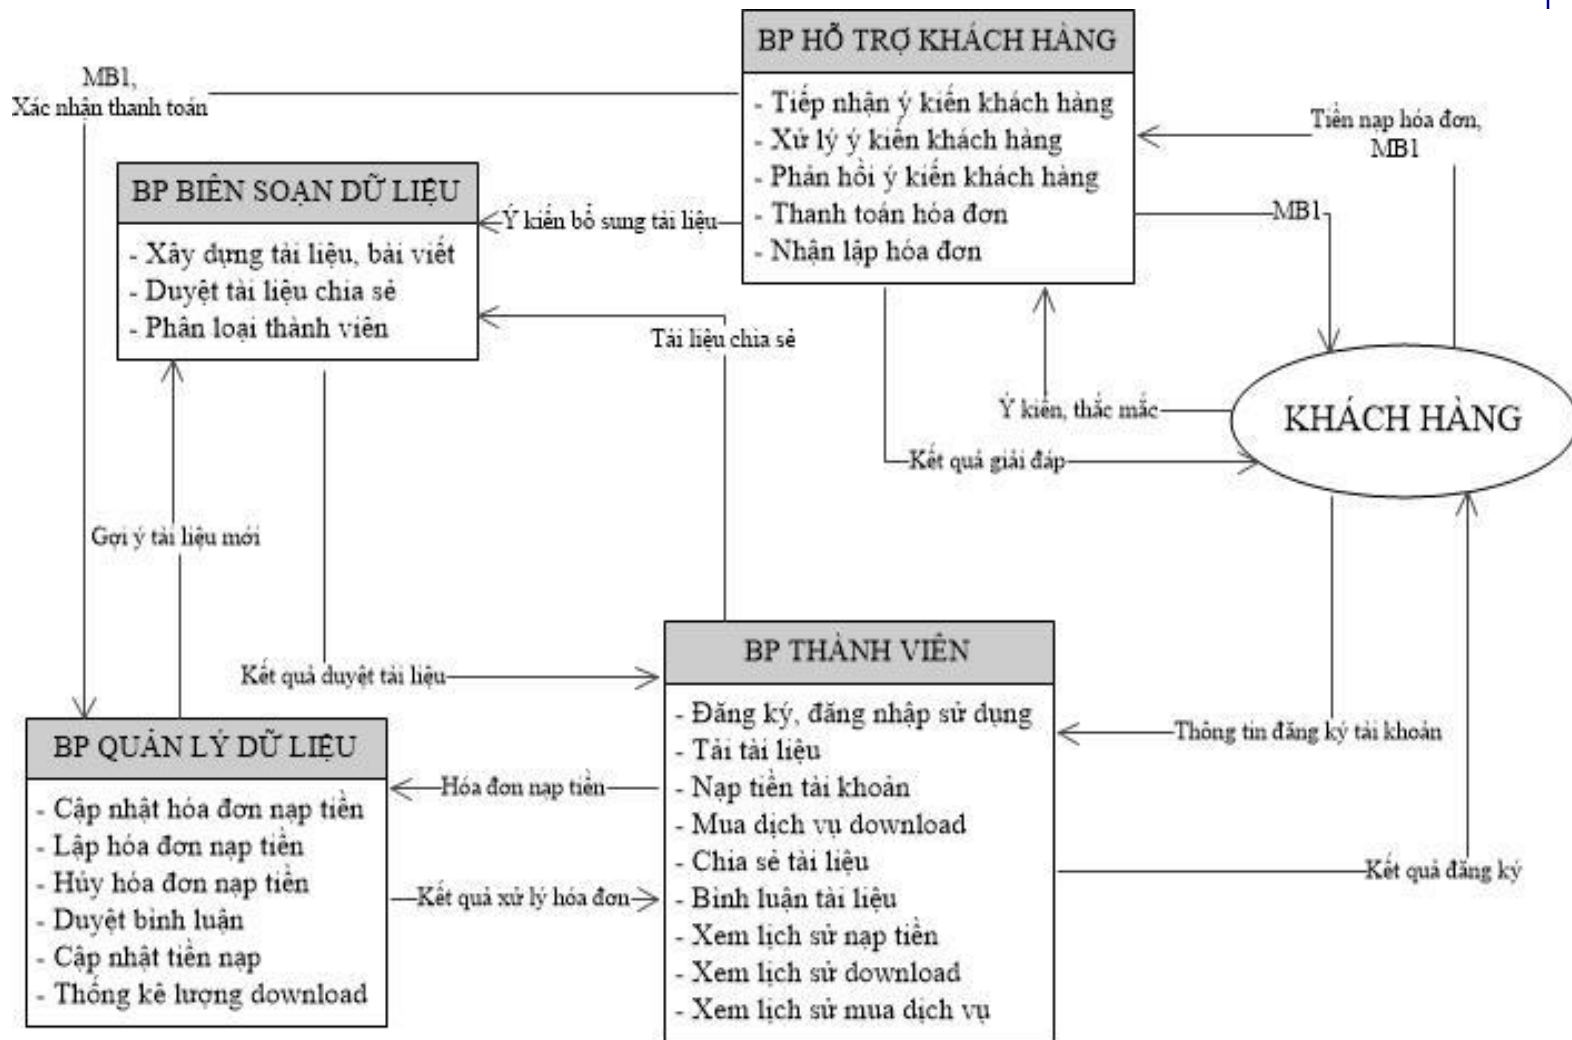 BP HỖ TRỢ KHÁCH HÀNG
- Tiếp nhận ý kiến khách hàng
- Xử lý ý kiến khách hàng
- Phản hồi ý kiến khách hàng
- Thanh toán hóa đơn
- Nhận lập hóa đơn
MB1,
Xác nhận thanh toán
Tiền nạp hóa đơn,
MB1
BP BIÊN SOẠN DỮ LIỆU
- Xây dựng tài liệu, bài viết
- Duyệt tài liệu chia sẻ
- Phân loại thành viên
Ý kiến bổ sung tài liệu
MB1
Tài liệu chia sẻ
Ý kiến, thắc mắc
KHÁCH HÀNG
Kết quả giải đáp
Gợi ý tài liệu mới
Kết quả duyệt tài liệu
BP THÀNH VIÊN
- Đăng ký, đăng nhập sử dụng
- Tải tài liệu
- Nạp tiền tài khoản
- Mua dịch vụ download
- Chia sẻ tài liệu
- Bình luận tài liệu
- Xem lịch sử nạp tiền
- Xem lịch sử download
- Xem lịch sử mua dịch vụ
Thông tin đăng ký tài khoản
BP QUẢN LÝ DỮ LIỆU
- Cập nhật hóa đơn nạp tiền
- Lập hóa đơn nạp tiền
- Hủy hóa đơn nạp tiền
- Duyệt bình luận
- Cập nhật tiền nạp
- Thống kê lượng download
Hóa đơn nạp tiền
Kết quả xử lý hóa đơn
Kết quả đăng ký